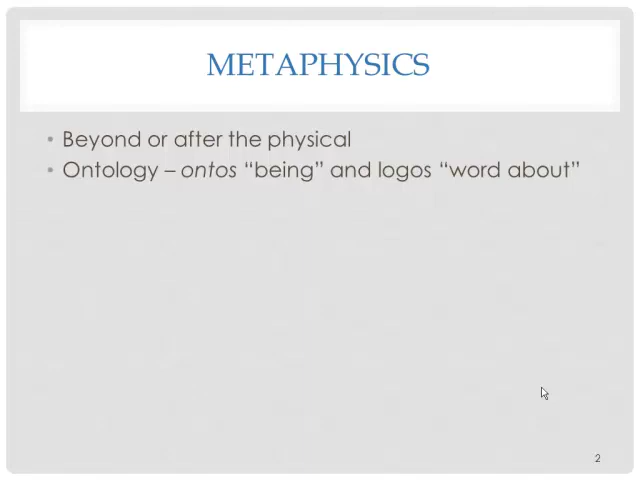 METAPHYSICS
• Beyond or after the physical
• Ontology – ontos “being” and logos “word about”
2